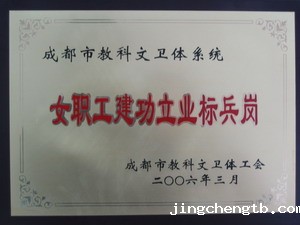 成都市教科文卫体系统
女职工建功立业标兵岗
成都市教科文卫体工会
二〇〇六年三月
jingchengtb.com